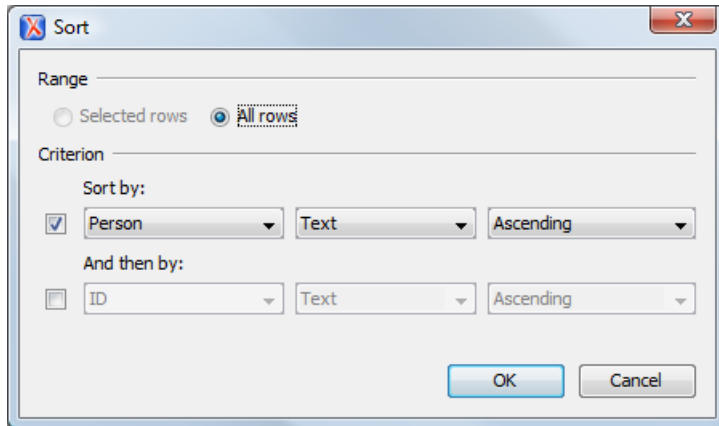 Sort
Range
Selected rows All rows
Criterion
Sort by:
Person Text Ascending
And then by:
ID Text Ascending
OK Cancel